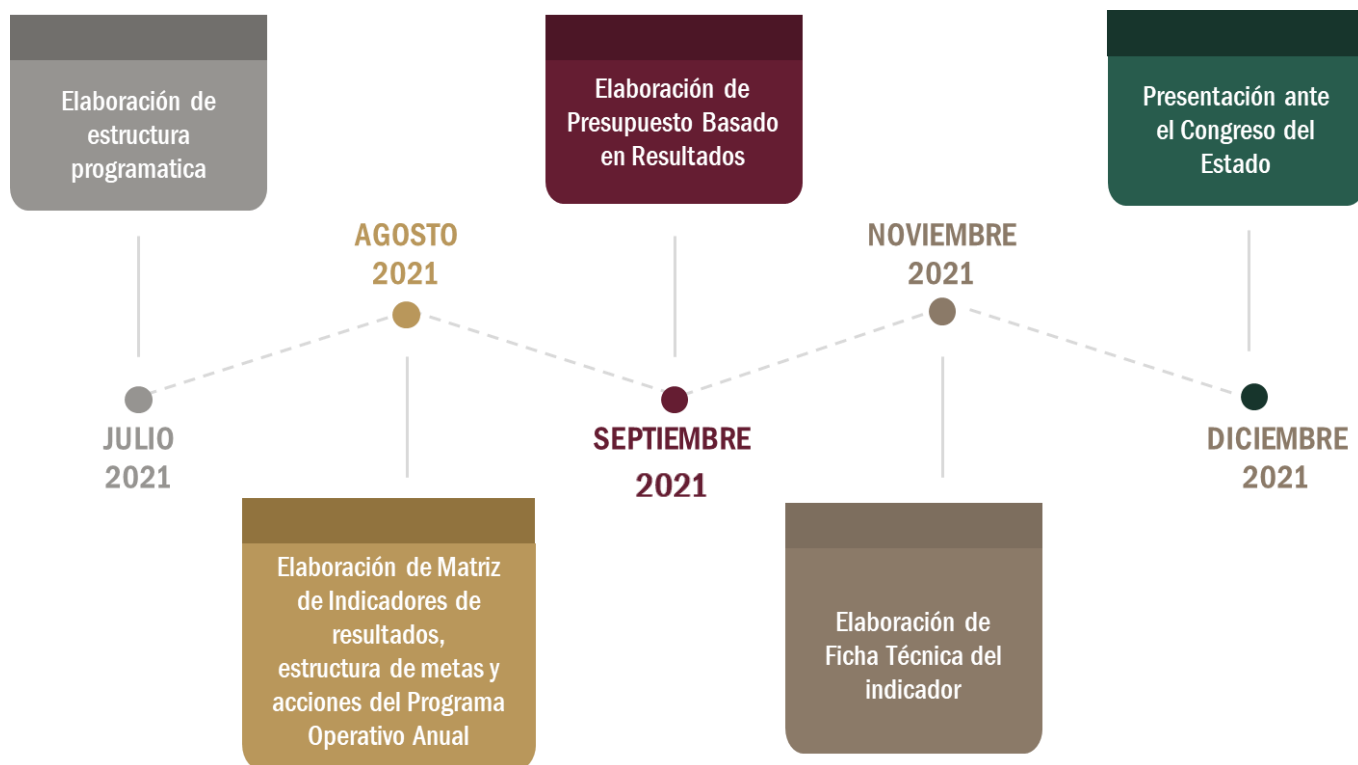 Elaboración de
estructura
programatica
JULIO
2021
AGOSTO
2021
Elaboración de Matriz
de Indicadores de
resultados,
estructura de metas y
acciones del Programa
Operativo Anual
Elaboración de
Presupuesto Basado
en Resultados
SEPTIEMBRE
2021
NOVIEMBRE
2021
Elaboración de
Ficha Técnica del
indicador
Presentación ante
el Congreso del
Estado
DICIEMBRE
2021